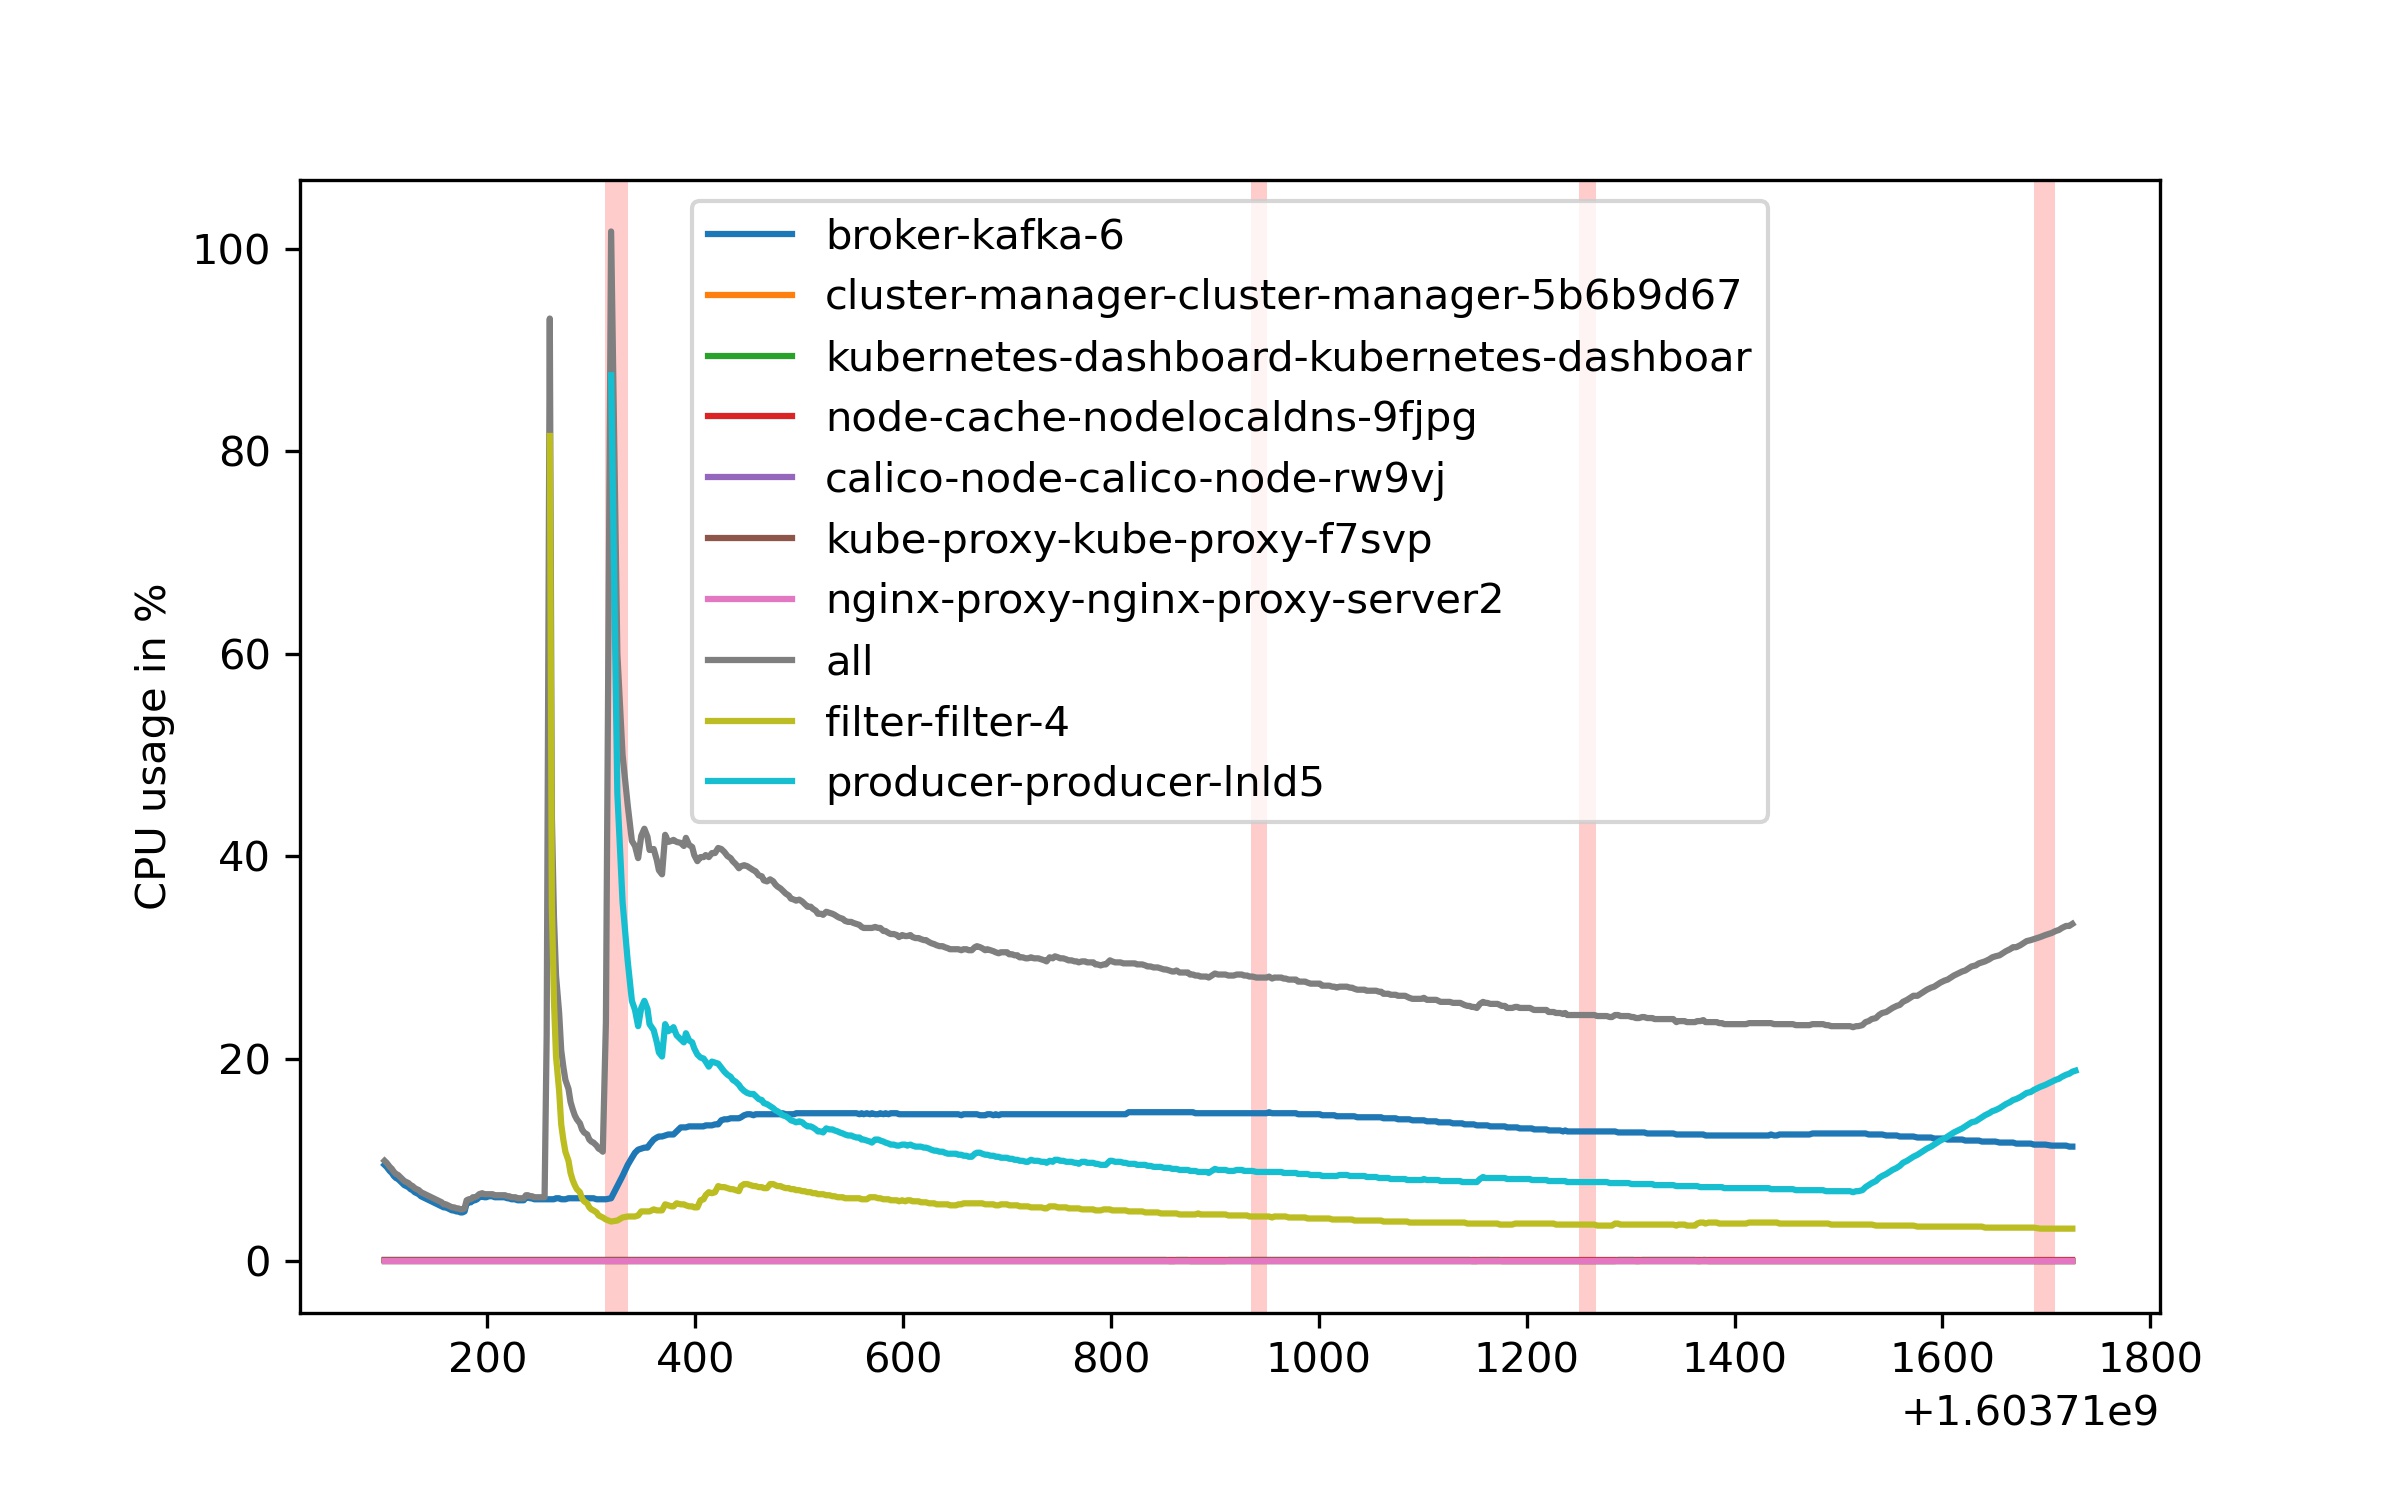 broker-kafka-6
cluster-manager-cluster-manager-5b6b9d67
kubernetes-dashboard-kubernetes-dashboar
node-cache-nodelocaldns-9fjpg
calico-node-calico-node-rw9vj
kube-proxy-kube-proxy-f7svp
nginx-proxy-nginx-proxy-server2
all
filter-filter-4
producer-producer-lnld5
CPU usage in %
100
80
60
40
20
0
200 400 600 800 1000 1200 1400 1600 1800
+1.60371e9